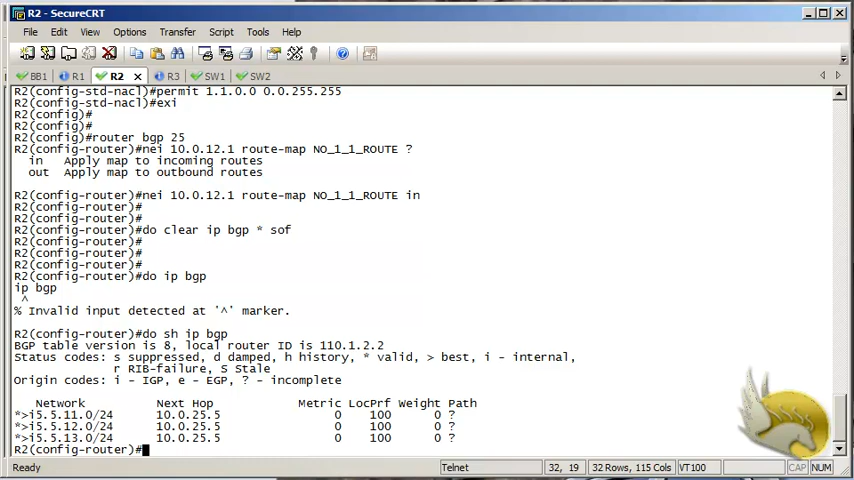 R2 - SecureCRT
File Edit View Options Transfer Script Tools Help
BB1 R1 R2 x R3 SW1 SW2
R2(config-std-nacl)#permit 1.1.0.0 0.0.255.255
R2(config-std-nacl)#exi
R2(config)#
R2(config)#
R2(config)#router bgp 25
R2(config-router)#nei 10.0.12.1 route-map NO_1_1_ROUTE ?
in Apply map to incoming routes
out Apply map to outbound routes
R2(config-router)#nei 10.0.12.1 route-map NO_1_1_ROUTE in
R2(config-router)#
R2(config-router)#
R2(config-router)#do clear ip bgp * sof
R2(config-router)#
R2(config-router)#
R2(config-router)#
R2(config-router)#do ip bgp
ip bgp
^
% Invalid input detected at '^' marker.
R2(config-router)#do sh ip bgp
BGP table version is 8, local router ID is 110.1.2.2
Status codes: s suppressed, d damped, h history, * valid, > best, i - internal,
r RIB-failure, S Stale
Origin codes: i - IGP, e - EGP, ? - incomplete
Network Next Hop Metric LocPrf Weight Path
*>i5.5.11.0/24 10.0.25.5 0 100 0 ?
*>i5.5.12.0/24 10.0.25.5 0 100 0 ?
*>i5.5.13.0/24 10.0.25.5 0 100 0 ?
R2(config-router)#
Ready Telnet 32, 19 32 Rows, 115 Cols VT100 CAP NUM